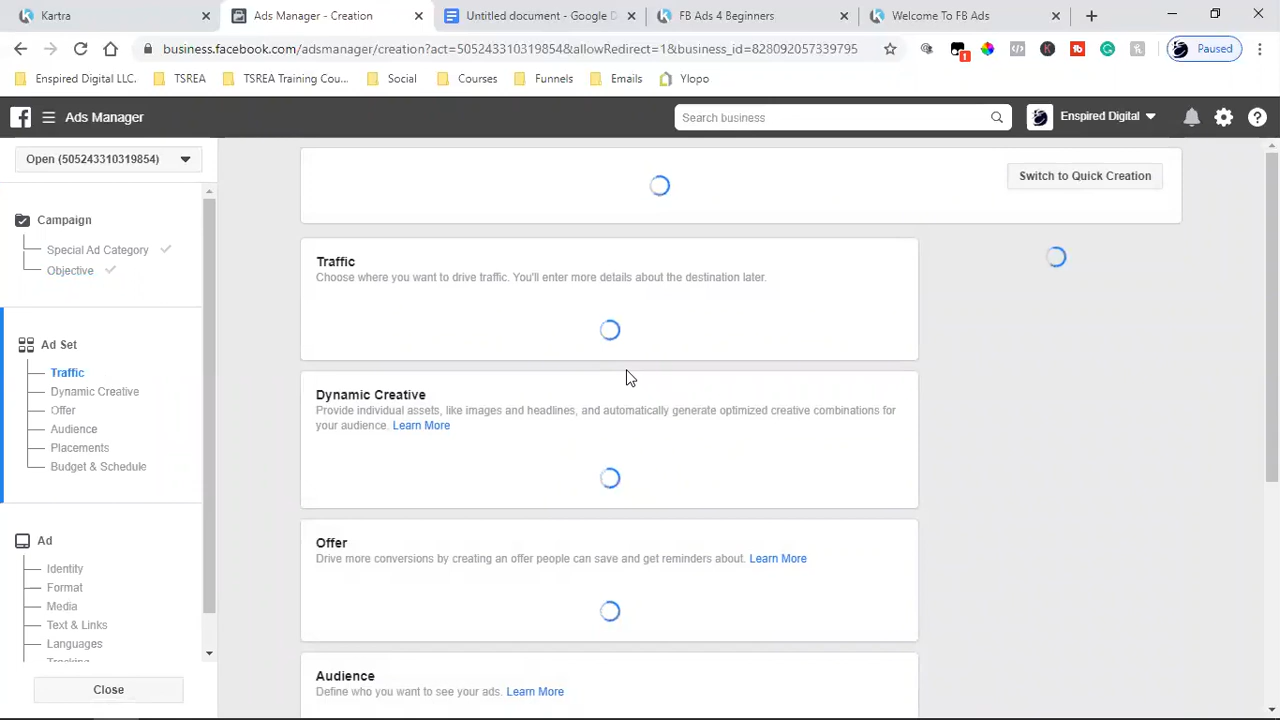 Kartra
Ads Manager - Creation
Untitled document - Google D
FB Ads 4 Beginners
Welcome To FB Ads
business.facebook.com/adsmanager/creation?act=505243310319854&allowRedirect=1&business_id=828092057339795
Paused
Enspired Digital LLC.
TSREA
TSREA Training Cou...
Social
Courses
Funnels
Emails
Ylopo
Ads Manager
Search business
Enspired Digital
Open (505243310319854)
Switch to Quick Creation
Campaign
Special Ad Category
Objective
Ad Set
Traffic
Dynamic Creative
Offer
Audience
Placements
Budget & Schedule
Ad
Identity
Format
Media
Text & Links
Languages
Tracking
Close
Traffic
Choose where you want to drive traffic. You'll enter more details about the destination later.
Dynamic Creative
Provide individual assets, like images and headlines, and automatically generate optimized creative combinations for
your audience. Learn More
Offer
Drive more conversions by creating an offer people can save and get reminders about. Learn More
Audience
Define who you want to see your ads. Learn More